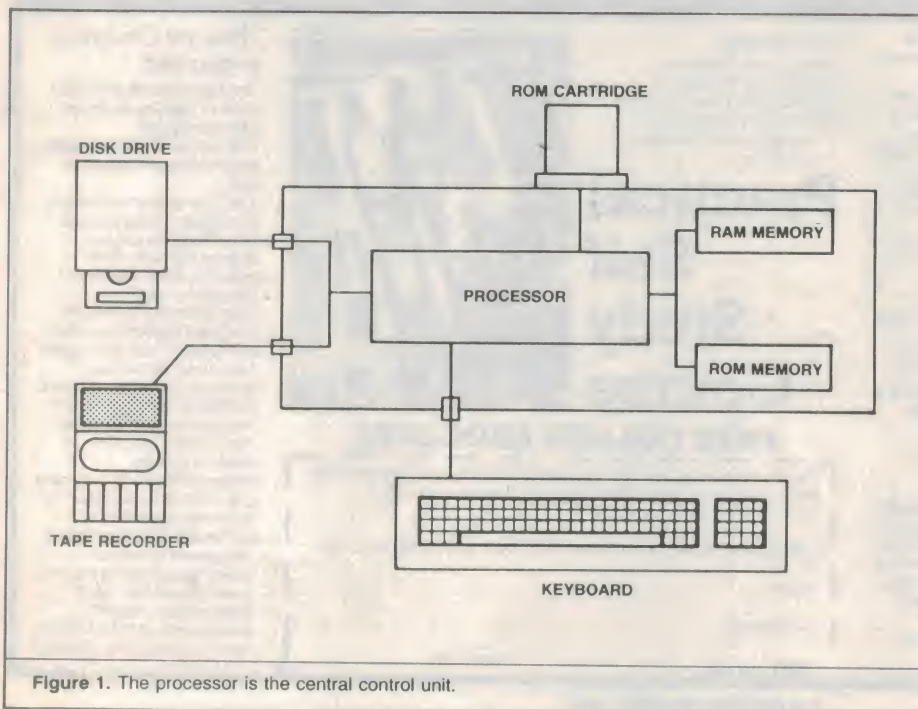 ROM CARTRIDGE
DISK DRIVE
RAM MEMORY
PROCESSOR
ROM MEMORY
TAPE RECORDER
KEYBOARD
Figure 1. The processor is the central control unit.